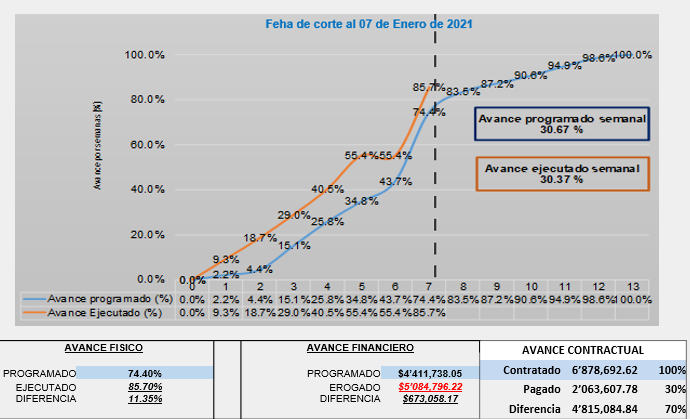 Feha de corte al 07 de Enero de 2021
Avance por semanas (%)
100.0%
80.0%
60.0%
40.0%
20.0%
0.0%
0.0% 9.3% 18.7% 29.0% 40.5% 55.4% 55.4% 85.7%
0.0% 2.2% 4.4% 15.1% 25.8% 34.8% 43.7% 74.4% 83.5% 87.2% 90.6% 94.9% 98.6% 100.0%
Avance programado semanal
30.67 %
Avance ejecutado semanal
30.37 %
0 1 2 3 4 5 6 7 8 9 10 11 12 13
Avance programado (%) 0.0% 2.2% 4.4% 15.1% 25.8% 34.8% 43.7% 74.4% 83.5% 87.2% 90.6% 94.9% 98.6% 100.0%
Avance Ejecutado (%) 0.0% 9.3% 18.7% 29.0% 40.5% 55.4% 55.4% 85.7%
AVANCE FISICO
PROGRAMADO 74.40%
EJECUTADO 85.70%
DIFERENCIA 11.35%
AVANCE FINANCIERO
PROGRAMADO $4'411,738.05
EROGADO $5'084,796.22
DIFERENCIA $673,058.17
AVANCE CONTRACTUAL
Contratado 6'878,692.62 100%
Pagado 2'063,607.78 30%
Diferencia 4'815,084.84 70%